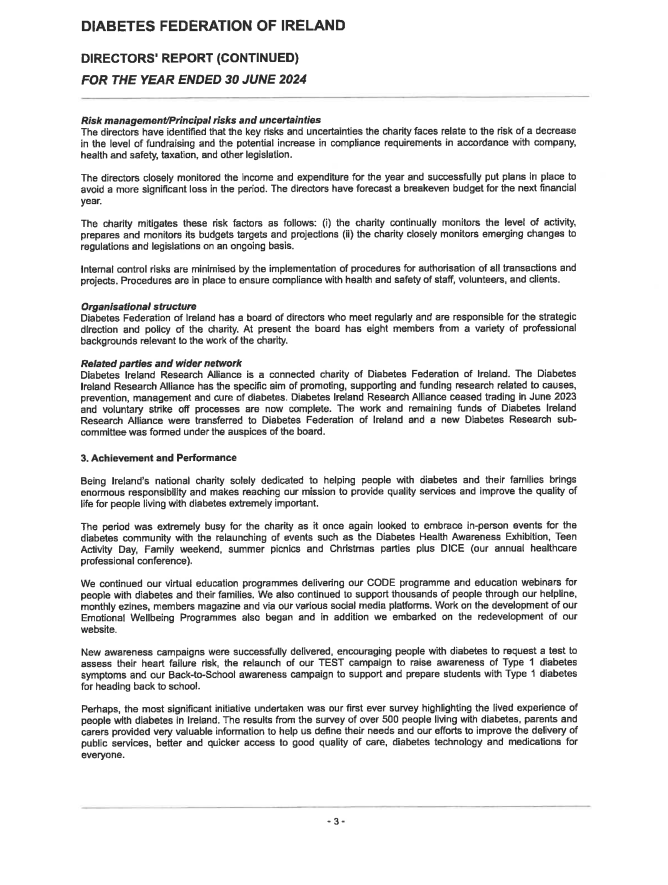 DIABETES FEDERATION OF IRELAND
DIRECTORS' REPORT (CONTINUED)
FOR THE YEAR ENDED 30 JUNE 2024
Risk management/Principal risks and uncertainties
The directors have identified that the key risks and uncertainties the charity faces relate to the risk of a decrease
in the level of fundraising and the potential increase in compliance requirements in accordance with company,
health and safety, taxation, and other legislation.
The directors closely monitored the income and expenditure for the year and successfully put plans in place to
avoid a more significant loss in the period. The directors have forecast a breakeven budget for the next financial
year.
The charity mitigates these risk factors as follows: (i) the charity continually monitors the level of activity,
prepares and monitors its budgets targets and projections (ii) the charity closely monitors emerging changes to
regulations and legislations on an ongoing basis.
Internal control risks are minimised by the implementation of procedures for authorisation of all transactions and
projects. Procedures are in place to ensure compliance with health and safety of staff, volunteers, and clients.
Organisational structure
Diabetes Federation of Ireland has a board of directors who meet regularly and are responsible for the strategic
direction and policy of the charity. At present the board has eight members from a variety of professional
backgrounds relevant to the work of the charity.
Related parties and wider network
Diabetes Ireland Research Alliance is a connected charity of Diabetes Federation of Ireland. The Diabetes
Ireland Research Alliance has the specific aim of promoting, supporting and funding research related to causes,
prevention, management and cure of diabetes. Diabetes Ireland Research Alliance ceased trading in June 2023
and voluntary strike off processes are now complete. The work and remaining funds of Diabetes Ireland
Research Alliance were transferred to Diabetes Federation of Ireland and a new Diabetes Research sub-
committee was formed under the auspices of the board.
3. Achievement and Performance
Being Ireland's national charity solely dedicated to helping people with diabetes and their families brings
enormous responsibility and makes reaching our mission to provide quality services and improve the quality of
life for people living with diabetes extremely important.
The period was extremely busy for the charity as it once again looked to embrace in-person events for the
diabetes community with the relaunching of events such as the Diabetes Health Awareness Exhibition, Teen
Activity Day, Family weekend, summer picnics and Christmas parties plus DICE (our annual healthcare
professional conference).
We continued our virtual education programmes delivering our CODE programme and education webinars for
people with diabetes and their families. We also continued to support thousands of people through our helpline,
monthly ezines, members magazine and via our various social media platforms. Work on the development of our
Emotional Wellbeing Programmes also began and in addition we embarked on the redevelopment of our
website.
New awareness campaigns were successfully delivered, encouraging people with diabetes to request a test to
assess their heart failure risk, the relaunch of our TEST campaign to raise awareness of Type 1 diabetes
symptoms and our Back-to-School awareness campaign to support and prepare students with Type 1 diabetes
for heading back to school.
Perhaps, the most significant initiative undertaken was our first ever survey highlighting the lived experience of
people with diabetes in Ireland. The results from the survey of over 500 people living with diabetes, parents and
carers provided very valuable information to help us define their needs and our efforts to improve the delivery of
public services, better and quicker access to good quality of care, diabetes technology and medications for
everyone.
- 3 -